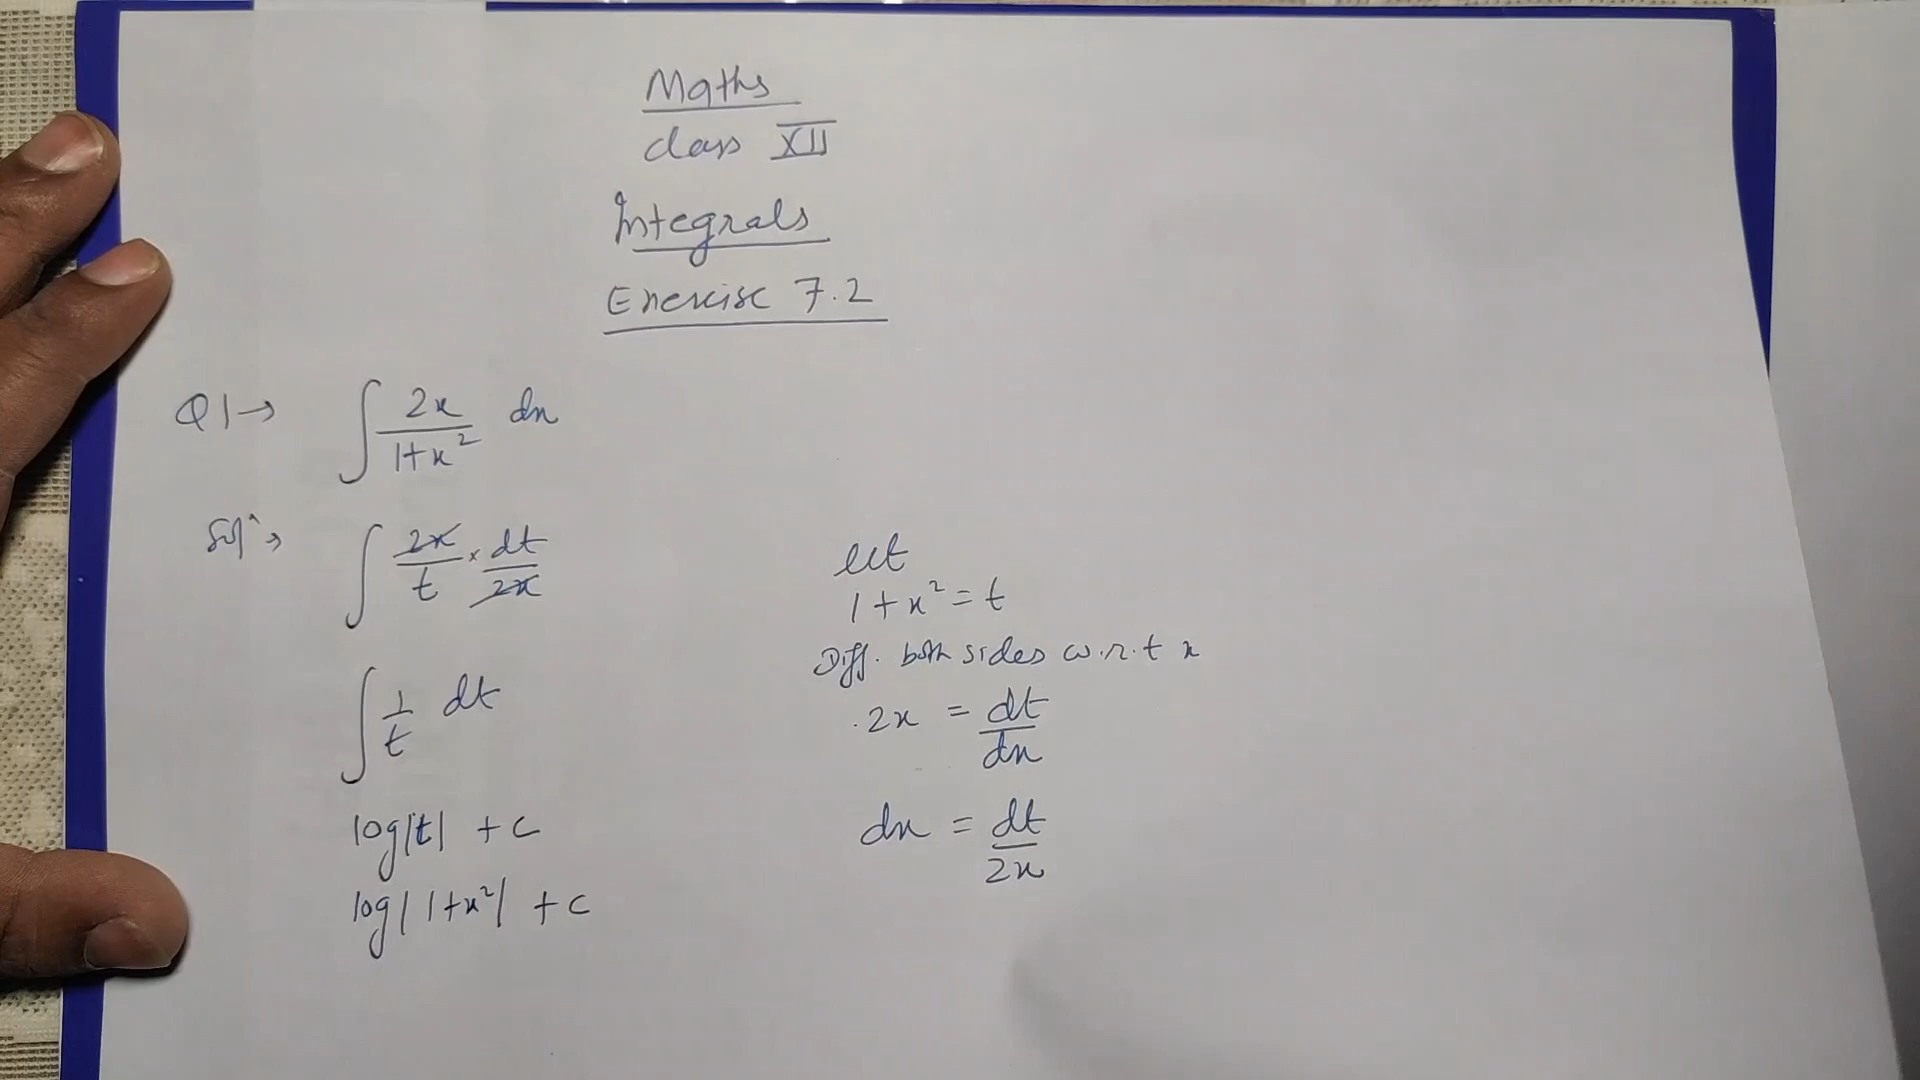 Maths
class XII
Integrals
Exercise 7.2
Q1→ ∫ 2x/(1+x²) dx
Solⁿ→ ∫ 2x/t × dt/2x
∫ 1/t dt
log|t| + c
log|1+x²| + c
let
1+x² = t
Diff. both sides w.r.t x
2x = dt/dx
dx = dt/2x